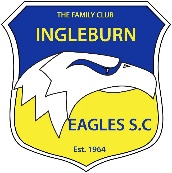 THE FAMILY CLUB
INGLEBURN
EAGLES S.C
Est. 1964